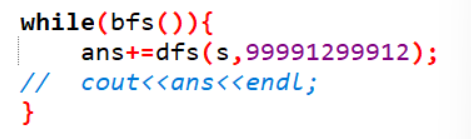 while(bfs()){
    ans+=dfs(s,99991299912);
//  cout<<ans<<endl;
}